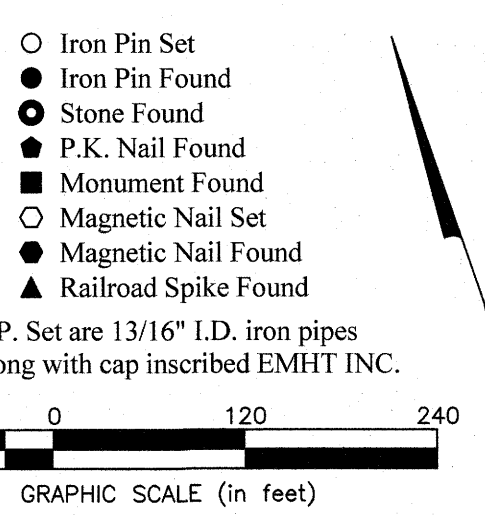 Iron Pin Set
Iron Pin Found
Stone Found
P.K. Nail Found
Monument Found
Magnetic Nail Set
Magnetic Nail Found
Railroad Spike Found
P. Set are 13/16" I.D. iron pipes
ong with cap inscribed EMHT INC.
0 120 240
GRAPHIC SCALE (in feet)